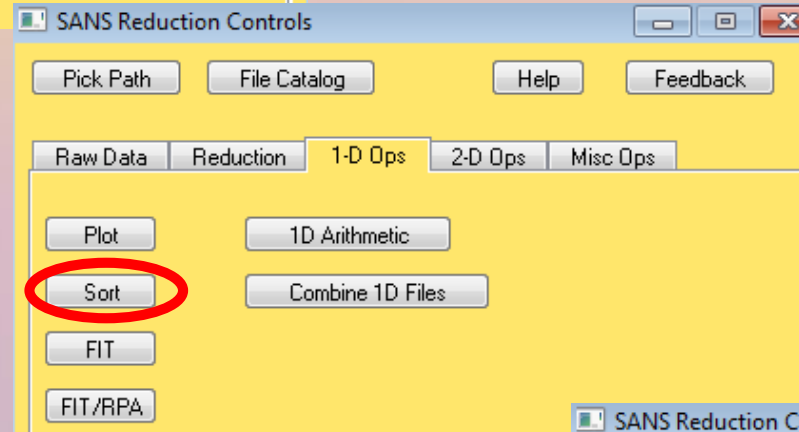 SANS Reduction Controls
Pick Path File Catalog Help Feedback
Raw Data Reduction 1-D Ops 2-D Ops Misc Ops
Plot 1D Arithmetic
Sort Combine 1D Files
FIT
FIT/RPA
SANS Reduction C